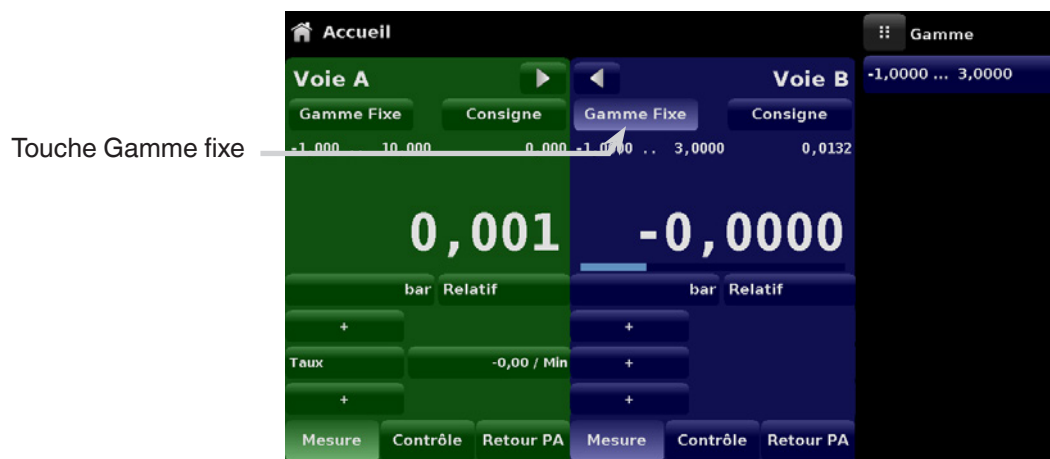 Accueil
Gamme
Voie A
Voie B
-1,0000 ... 3,0000
Gamme Fixe Consigne Gamme Fixe Consigne
Touche Gamme fixe
-1,000 .. 10,000 0,000 -1,0000 .. 3,0000 0,0132
0,001 -0,0000
bar Relatif bar Relatif
+ +
Taux -0,00 / Min +
+ +
Mesure Contrôle Retour PA Mesure Contrôle Retour PA